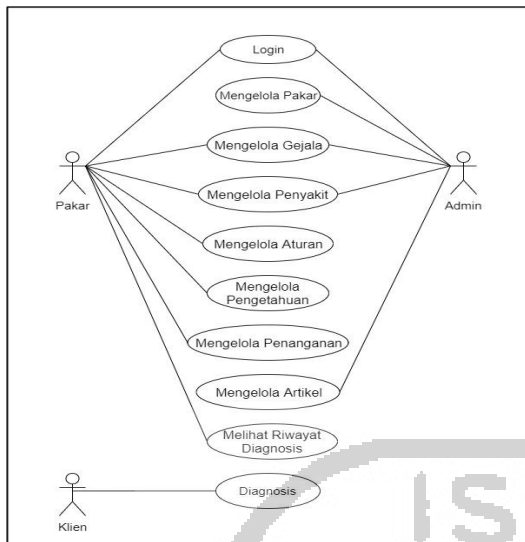 Login
Mengelola Pakar
Mengelola Gejala
Mengelola Penyakit
Pakar
Admin
Mengelola Aturan
Mengelola
Pengetahuan
Mengelola Penanganan
Mengelola Artikel
Melihat Riwayat
Diagnosis
Diagnosis
Klien
IS